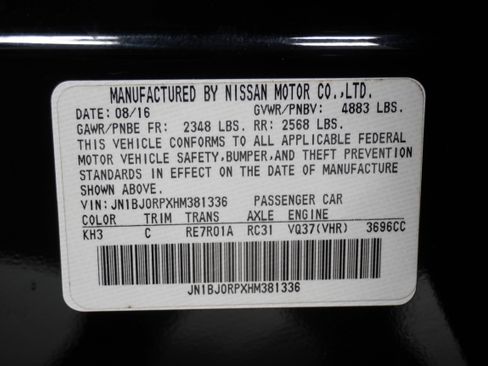 MANUFACTURED BY NISSAN MOTOR CO.,LTD.
DATE: 08/16 GVWR/PNBV: 4883 LBS.
GAWR/PNBE FR: 2348 LBS. RR: 2568 LBS.
THIS VEHICLE CONFORMS TO ALL APPLICABLE FEDERAL
MOTOR VEHICLE SAFETY,BUMPER,AND THEFT PREVENTION
STANDARDS IN EFFECT ON THE DATE OF MANUFACTURE
SHOWN ABOVE.
VIN: JN1BJ0RPXHM381336 PASSENGER CAR
COLOR TRIM TRANS AXLE ENGINE
KH3 C RE7R01A RC31 VQ37(VHR) 3696CC
JN1BJ0RPXHM381336